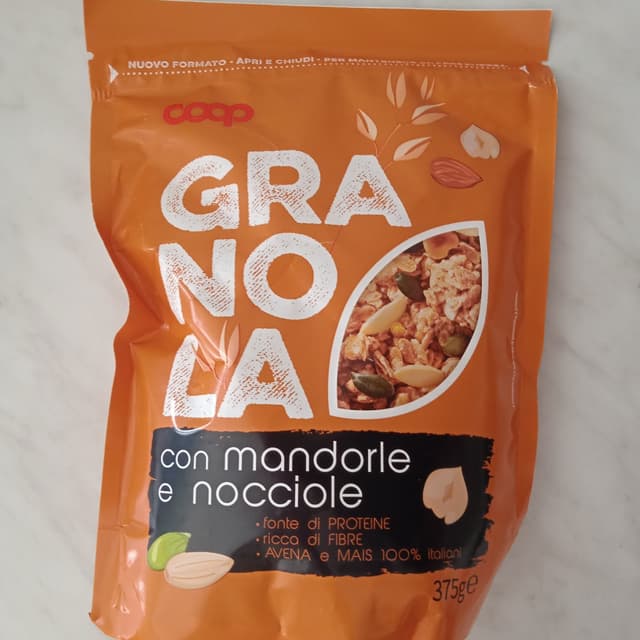 NUOVO FORMATO - APRI E CHIUDI - PER
coop
GRA
NO
LA
con mandorle
e nocciole
• fonte di PROTEINE
• ricca di FIBRE
• AVENA e MAIS 100% italiani
375g e